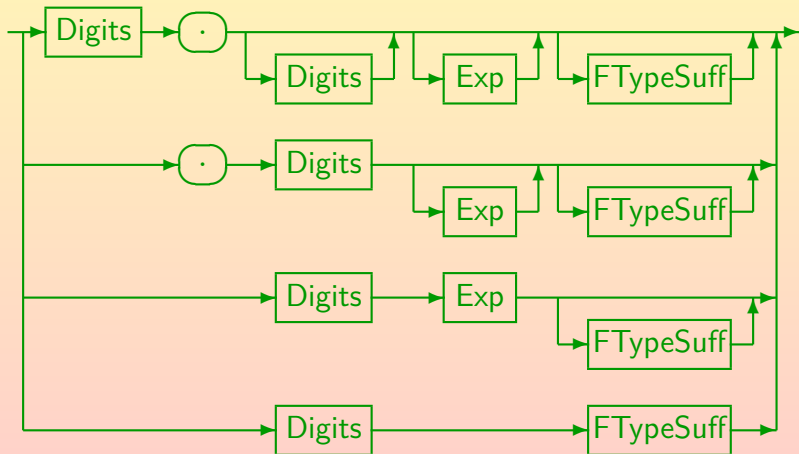 Digits .
Digits Exp FTypeSuff
. Digits
Exp FTypeSuff
Digits Exp
FTypeSuff
Digits FTypeSuff